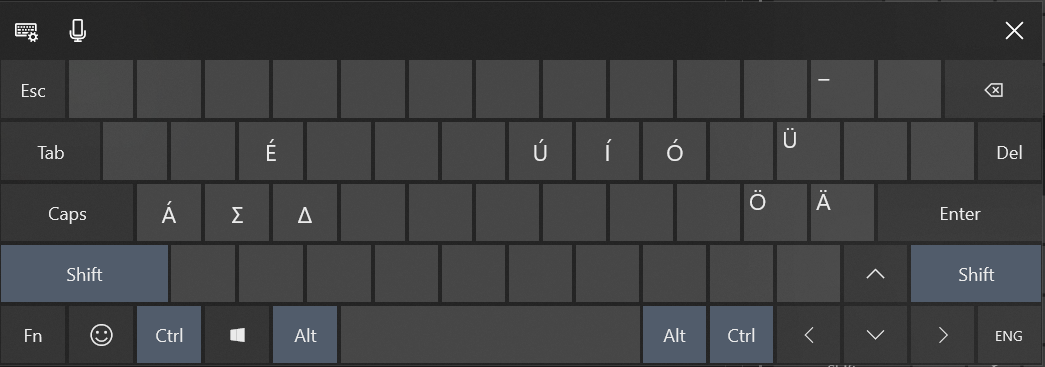 Esc –
Tab É Ú Í Ó Ü Del
Caps Á Σ Δ Ö Ä Enter
Shift Shift
Fn Ctrl Alt Alt Ctrl ENG